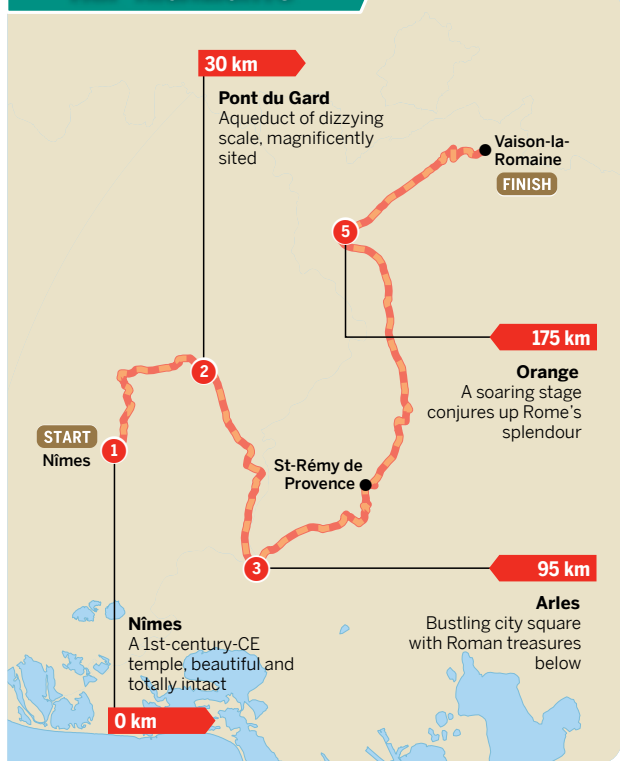 30 km
Pont du Gard
Aqueduct of dizzying
scale, magnificently
sited
Vaison-la-
Romaine
FINISH
5
175 km
Orange
A soaring stage
conjures up Rome's
splendour
2
START
1
Nîmes
St-Rémy de
Provence
3
95 km
Arles
Bustling city square
with Roman treasures
below
Nîmes
A 1st-century-CE
temple, beautiful and
totally intact
0 km